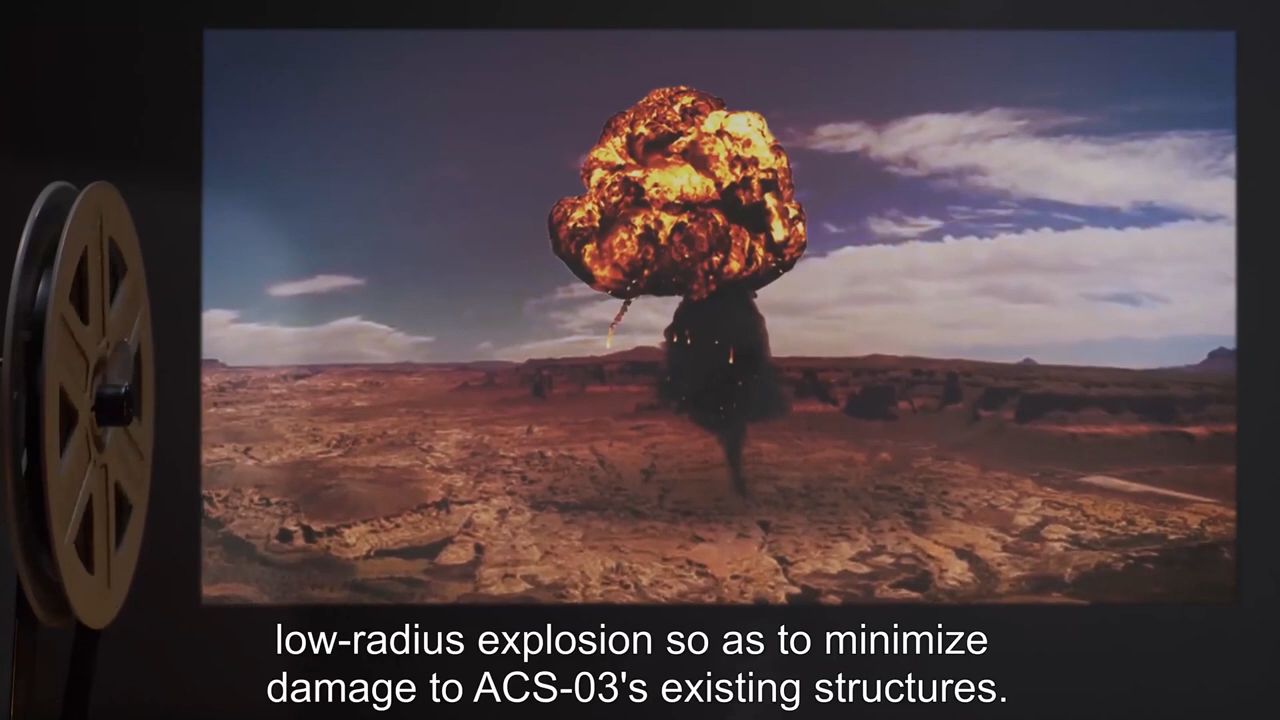 low-radius explosion so as to minimize
damage to ACS-03's existing structures.